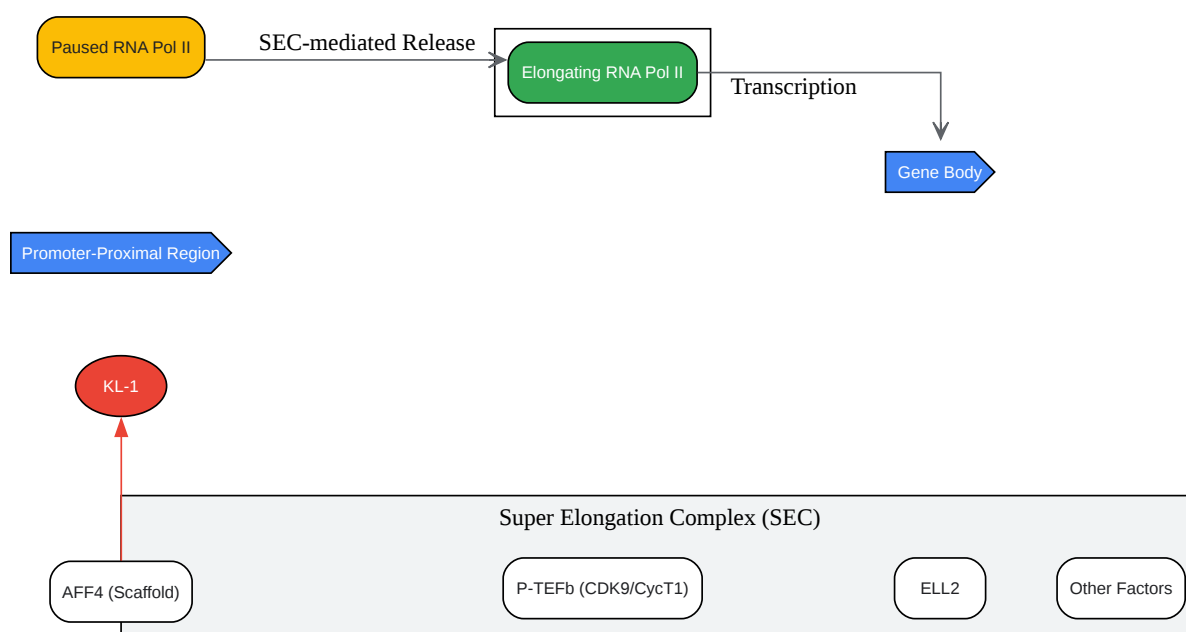 Paused RNA Pol II
SEC-mediated Release
Elongating RNA Pol II
Transcription
Gene Body
Promoter-Proximal Region
KL-1
Super Elongation Complex (SEC)
AFF4 (Scaffold)
P-TEFb (CDK9/CycT1)
ELL2
Other Factors